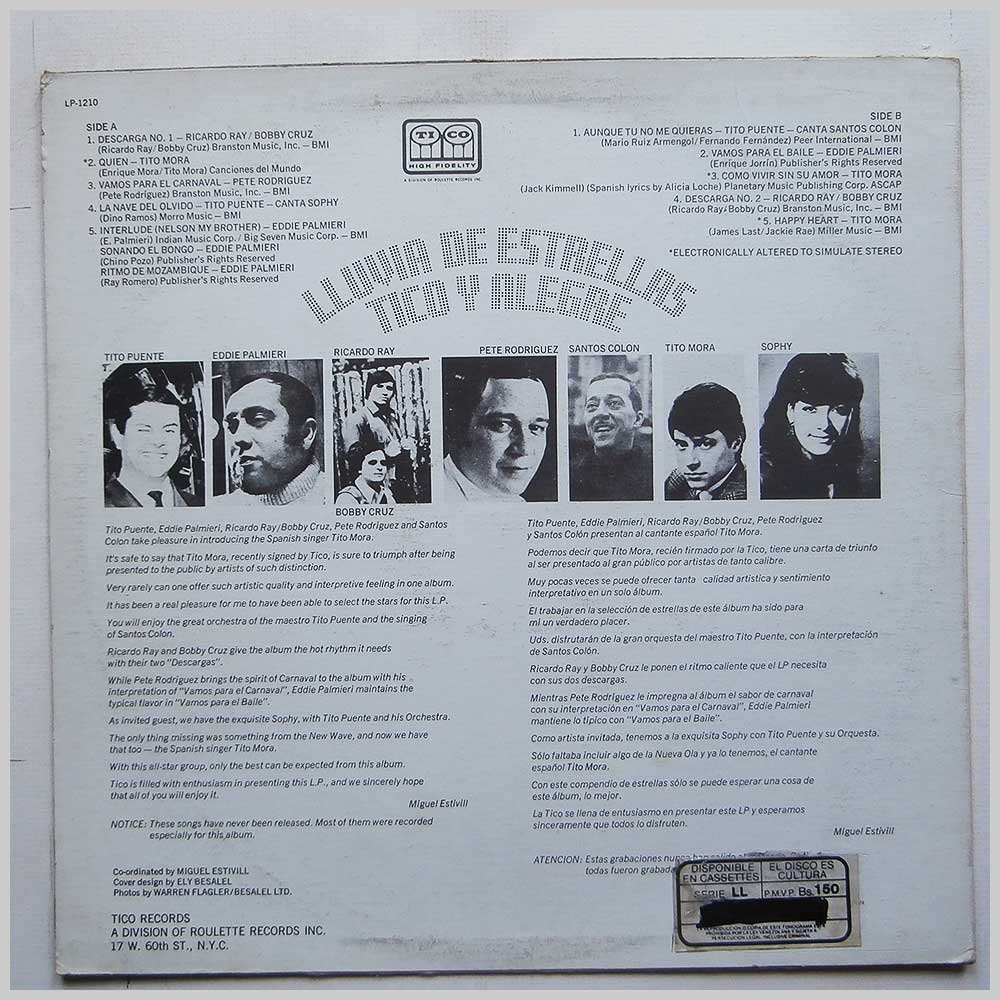 LP-1210
SIDE A
1. DESCARGA NO. 1 — RICARDO RAY/BOBBY CRUZ
(Ricardo Ray/Bobby Cruz) Branston Music, Inc. — BMI
*2. QUIEN — TITO MORA
(Enrique Mora/Tito Mora) Canciones del Mundo
3. VAMOS PARA EL CARNAVAL — PETE RODRIGUEZ
(Pete Rodriguez) Branston Music, Inc. — BMI
4. LA NAVE DEL OLVIDO — TITO PUENTE — CANTA SOPHY
(Dino Ramos) Morro Music — BMI
5. INTERLUDE (NELSON MY BROTHER) — EDDIE PALMIERI
(E. Palmieri) Indian Music Corp./Big Seven Music Corp. — BMI
SONANDO EL BONGO — EDDIE PALMIERI
(Chino Pozo) Publisher's Rights Reserved
RITMO DE MOZAMBIQUE — EDDIE PALMIERI
(Ray Romero) Publisher's Rights Reserved
TICO
HIGH FIDELITY
A DIVISION OF ROULETTE RECORDS INC.
SIDE B
1. AUNQUE TU NO ME QUIERAS — TITO PUENTE — CANTA SANTOS COLON
(Mario Ruiz Armengol/Fernando Fernández) Peer International — BMI
2. VAMOS PARA EL BAILE — EDDIE PALMIERI
(Enrique Jorrín) Publisher's Rights Reserved
*3. COMO VIVIR SIN SU AMOR — TITO MORA
(Jack Kimmell) (Spanish lyrics by Alicia Loche) Planetary Music Publishing Corp. ASCAP
4. DESCARGA NO. 2 — RICARDO RAY/BOBBY CRUZ
(Ricardo Ray/Bobby Cruz) Branston Music, Inc. — BMI
*5. HAPPY HEART — TITO MORA
(James Last/Jackie Rae) Miller Music — BMI
*ELECTRONICALLY ALTERED TO SIMULATE STEREO
LLUVIA DE ESTRELLAS
TICO Y ALEGRE
TITO PUENTE
EDDIE PALMIERI
RICARDO RAY
PETE RODRIGUEZ
SANTOS COLON
TITO MORA
SOPHY
BOBBY CRUZ
Tito Puente, Eddie Palmieri, Ricardo Ray/Bobby Cruz, Pete Rodriguez and Santos
Colon take pleasure in introducing the Spanish singer Tito Mora.
It's safe to say that Tito Mora, recently signed by Tico, is sure to triumph after being
presented to the public by artists of such distinction.
Very rarely can one offer such artistic quality and interpretive feeling in one album.
It has been a real pleasure for me to have been able to select the stars for this L.P.
You will enjoy the great orchestra of the maestro Tito Puente and the singing
of Santos Colon.
Ricardo Ray and Bobby Cruz give the album the hot rhythm it needs
with their two "Descargas".
While Pete Rodriguez brings the spirit of Carnaval to the album with his
interpretation of "Vamos para el Carnaval", Eddie Palmieri maintains the
typical flavor in "Vamos para el Baile".
As invited guest, we have the exquisite Sophy, with Tito Puente and his Orchestra.
The only thing missing was something from the New Wave, and now we have
that too — the Spanish singer Tito Mora.
With this all-star group, only the best can be expected from this album.
Tico is filled with enthusiasm in presenting this L.P., and we sincerely hope
that all of you will enjoy it.
Miguel Estivill
NOTICE: These songs have never been released. Most of them were recorded
especially for this album.
Co-ordinated by MIGUEL ESTIVILL
Cover design by ELY BESALEL
Photos by WARREN FLAGLER/BESALEL LTD.
TICO RECORDS
A DIVISION OF ROULETTE RECORDS INC.
17 W. 60th ST., N.Y.C.
Tito Puente, Eddie Palmieri, Ricardo Ray/Bobby Cruz, Pete Rodríguez
y Santos Colón presentan al cantante español Tito Mora.
Podemos decir que Tito Mora, recién firmado por la Tico, tiene una carta de triunfo
al ser presentado al gran público por artistas de tanto calibre.
Muy pocas veces se puede ofrecer tanta calidad artística y sentimiento
interpretativo en un solo álbum.
El trabajar en la selección de estrellas de este álbum ha sido para
mí un verdadero placer.
Uds. disfrutarán de la gran orquesta del maestro Tito Puente, con la interpretación
de Santos Colón.
Ricardo Ray y Bobby Cruz le ponen el ritmo caliente que el LP necesita
con sus dos descargas.
Mientras Pete Rodríguez le impregna al álbum el sabor de carnaval
con su interpretación en "Vamos para el Carnaval", Eddie Palmieri
mantiene lo típico con "Vamos para el Baile".
Como artista invitada, tenemos a la exquisita Sophy con Tito Puente y su Orquesta.
Sólo faltaba incluir algo de la Nueva Ola y ya lo tenemos, el cantante
español Tito Mora.
Con este compendio de estrellas sólo se puede esperar una cosa de
este álbum, lo mejor.
La Tico se llena de entusiasmo en presentar este LP y esperamos
sinceramente que todos lo disfruten.
Miguel Estivill
ATENCION: Estas grabaciones nunca han salido al
todas fueron grabada
DISPONIBLE EN CASSETTES
EL DISCO ES CULTURA
SERIE LL
P.M.V.P. Bs. 150